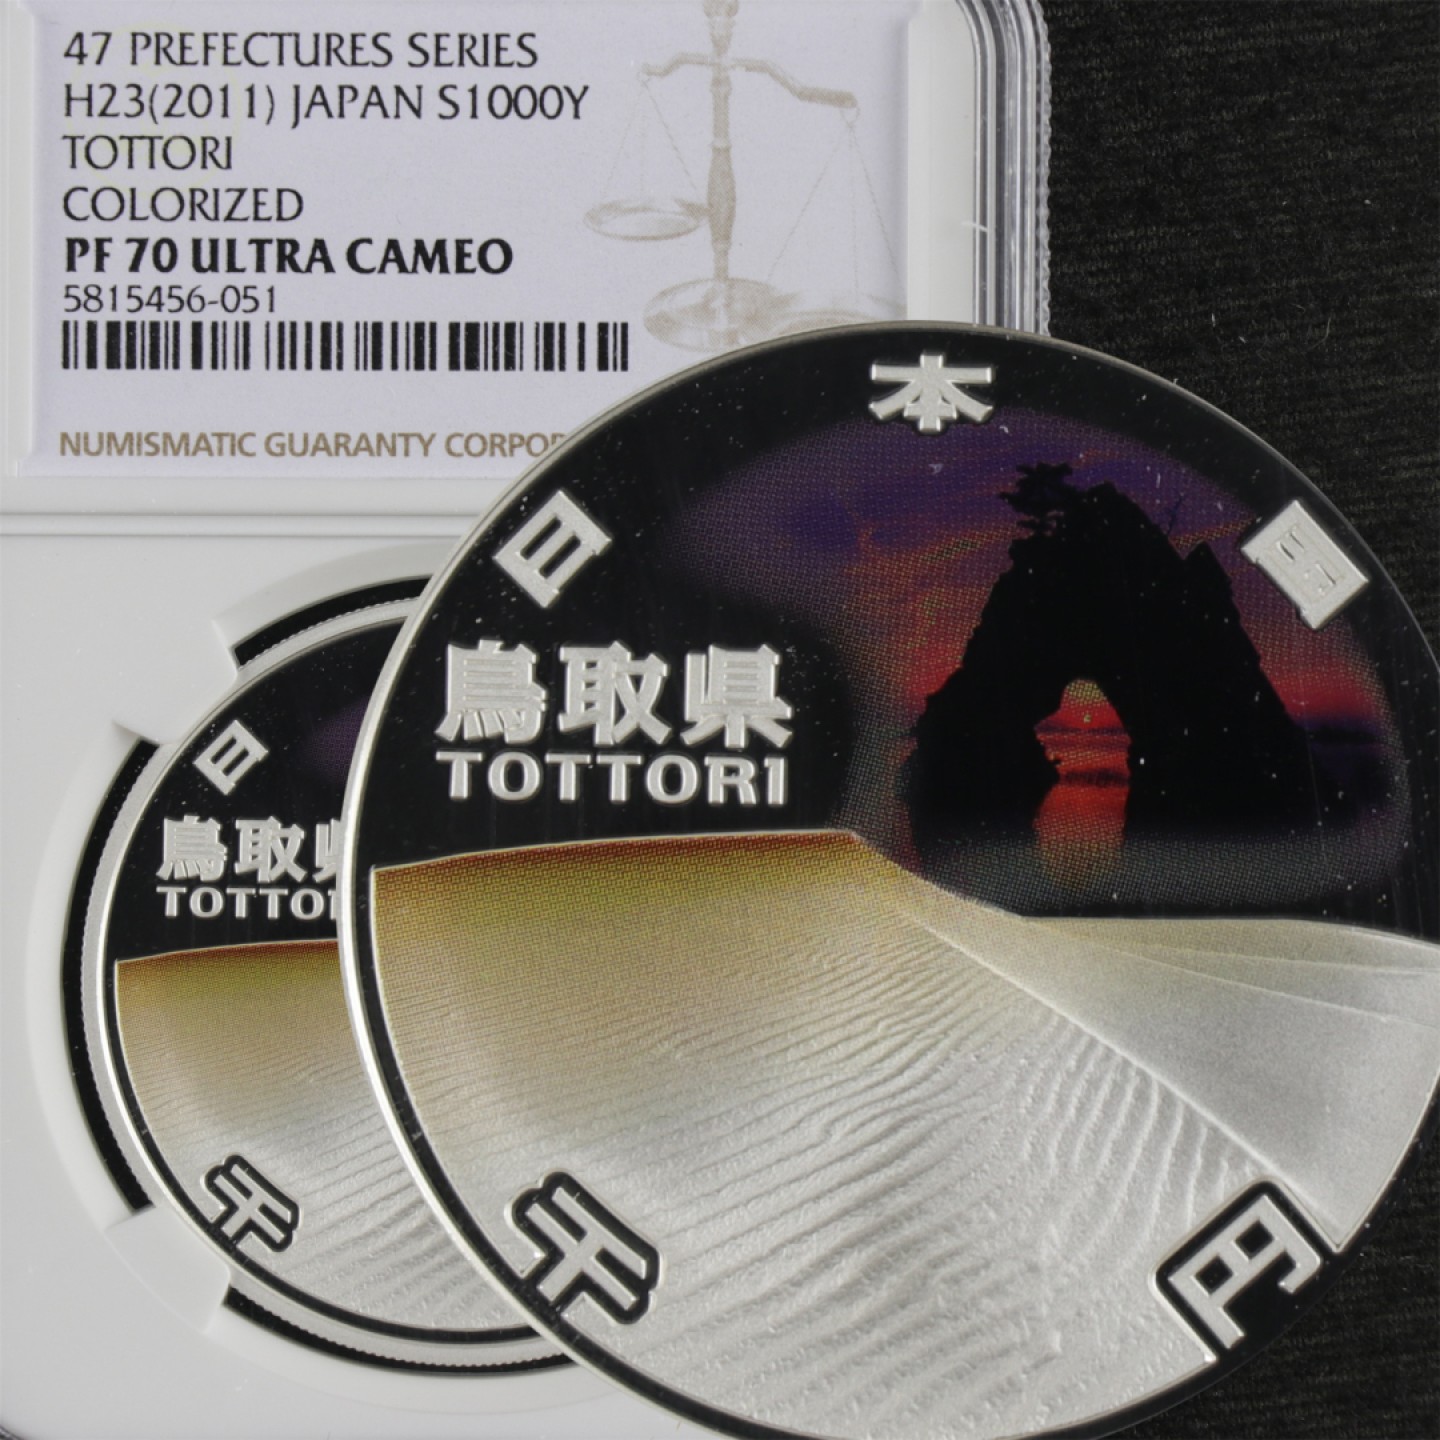 47 PREFECTURES SERIES
H23(2011) JAPAN S1000Y
TOTTORI
COLORIZED
PF 70 ULTRA CAMEO
5815456-051
NUMISMATIC GUARANTY CORPOR
日本国
鳥取県
TOTTORI
千円
日
鳥取県
TOTTO
千